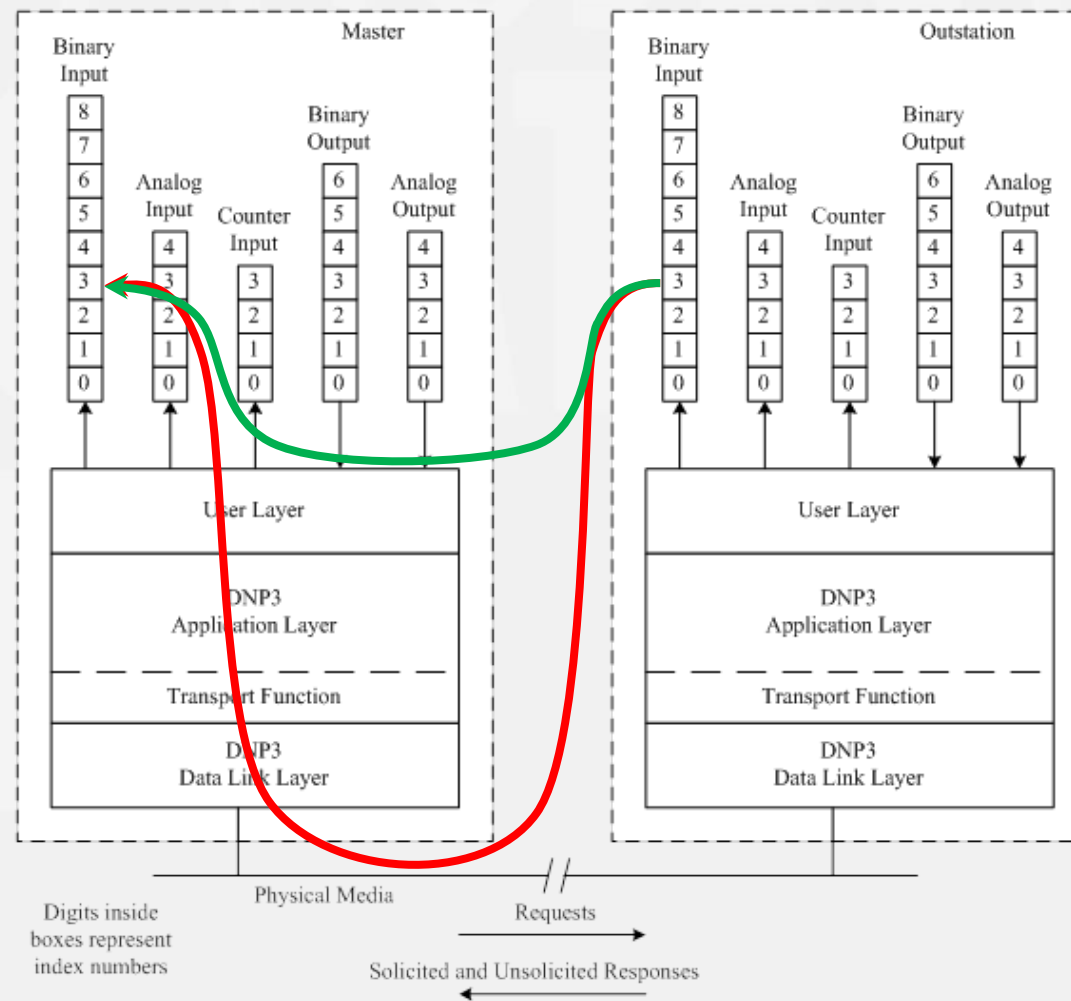 Master
Binary
Input
8
7
6
5
4
3
2
1
0
Analog
Input
4
3
2
1
0
Counter
Input
3
2
1
0
Binary
Output
6
5
4
3
2
1
0
Analog
Output
4
3
2
1
0
User Layer
DNP3
Application Layer
Transport Function
DNP3
Data Link Layer
Outstation
Binary
Input
8
7
6
5
4
3
2
1
0
Analog
Input
4
3
2
1
0
Counter
Input
3
2
1
0
Binary
Output
6
5
4
3
2
1
0
Analog
Output
4
3
2
1
0
User Layer
DNP3
Application Layer
Transport Function
DNP3
Data Link Layer
Physical Media
Digits inside
boxes represent
index numbers
Requests
Solicited and Unsolicited Responses